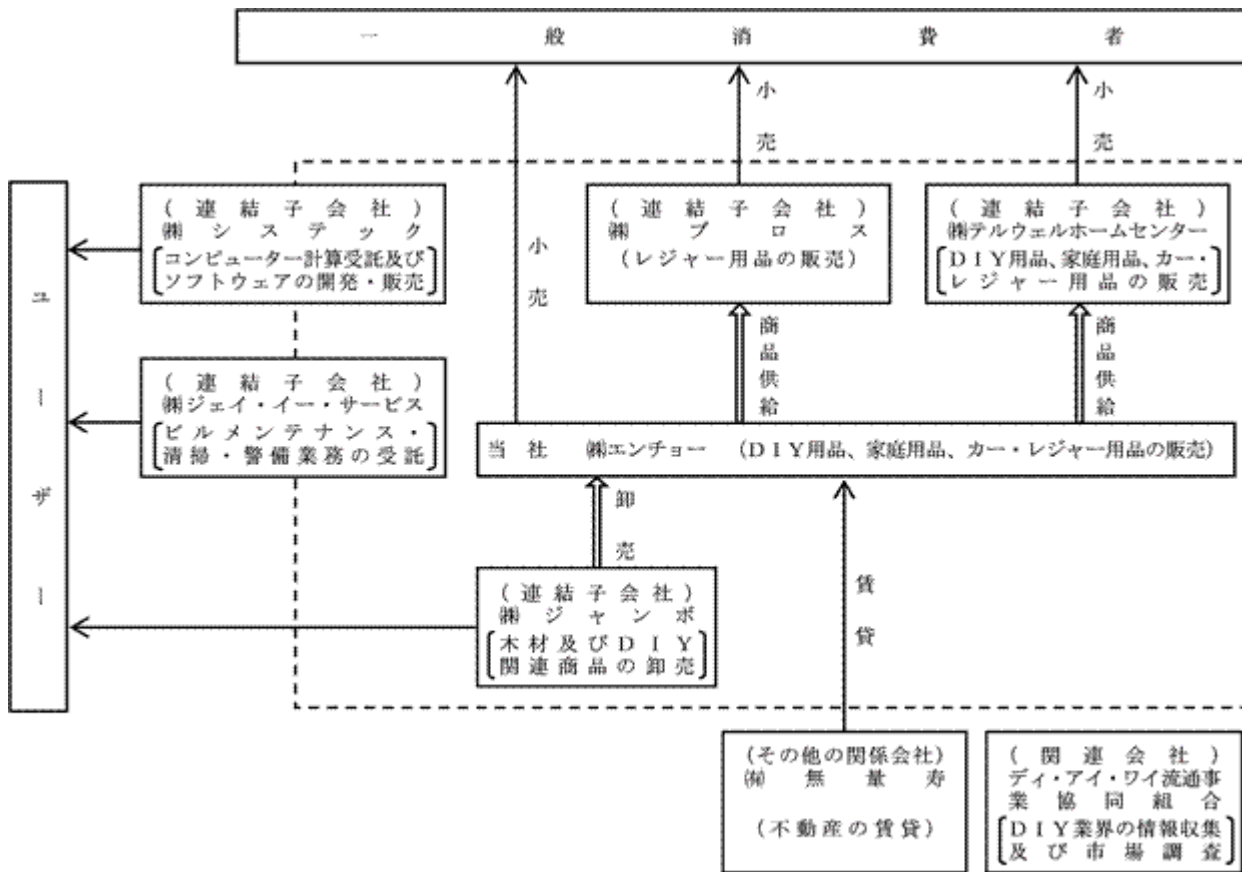 一般消費者
小売
小売
小売
ユーザー
(連結子会社)
㈱システック
コンピューター計算受託及び
ソフトウェアの開発・販売
(連結子会社)
㈱プロス
(レジャー用品の販売)
(連結子会社)
㈱テルウェルホームセンター
DIY用品、家庭用品、カー・
レジャー用品の販売
(連結子会社)
㈱ジェイ・イー・サービス
ビルメンテナンス・
清掃・警備業務の受託
商品供給
商品供給
当社 ㈱エンチョー (DIY用品、家庭用品、カー・レジャー用品の販売)
卸売
(連結子会社)
㈱ジャンボ
木材及びDIY
関連商品の卸売
賃貸
(その他の関係会社)
㈲無量寿
(不動産の賃貸)
(関連会社)
ディ・アイ・ワイ流通事
業協同組合
DIY業界の情報収集
及び市場調査